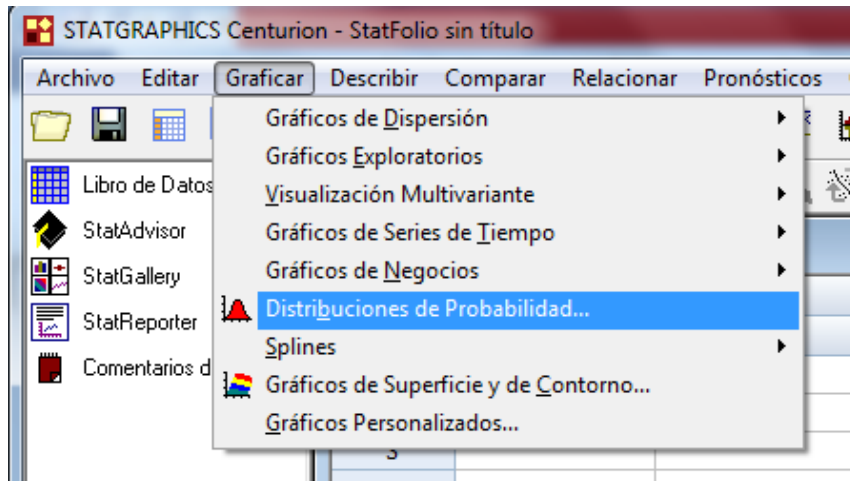 STATGRAPHICS Centurion - StatFolio sin título
Archivo Editar Graficar Describir Comparar Relacionar Pronósticos
Gráficos de Dispersión
Gráficos Exploratorios
Libro de Datos
Visualización Multivariante
StatAdvisor
Gráficos de Series de Tiempo
StatGallery
Gráficos de Negocios
Distribuciones de Probabilidad...
StatReporter
Splines
Comentarios d
Gráficos de Superficie y de Contorno...
Gráficos Personalizados...
3